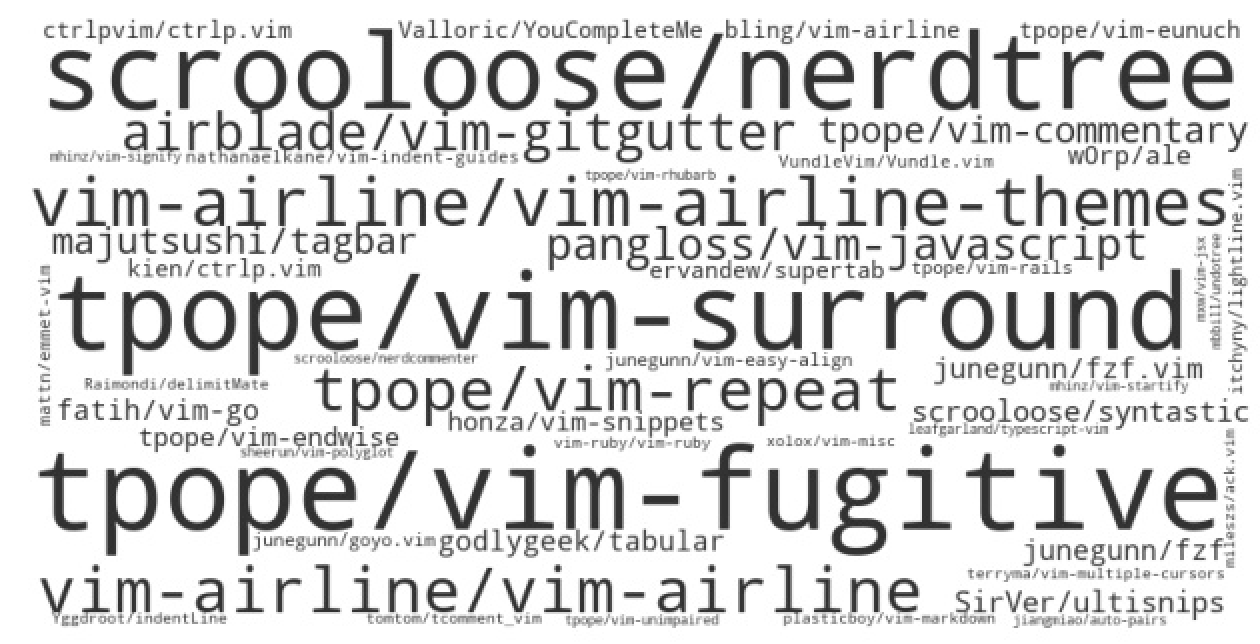 ctrlpvim/ctrlp.vim
Valloric/YouCompleteMe
bling/vim-airline
tpope/vim-eunuch
scrooloose/nerdtree
airblade/vim-gitgutter
tpope/vim-commentary
mhinz/vim-signify
nathanaelkane/vim-indent-guides
VundleVim/Vundle.vim
w0rp/ale
tpope/vim-rhubarb
vim-airline/vim-airline-themes
majutsushi/tagbar
pangloss/vim-javascript
kien/ctrlp.vim
ervandew/supertab
tpope/vim-rails
mxw/vim-jsx
mbbill/undotree
itchyny/lightline.vim
mattn/emmet-vim
tpope/vim-surround
scrooloose/nerdcommenter
junegunn/vim-easy-align
junegunn/fzf.vim
Raimondi/delimitMate
tpope/vim-repeat
mhinz/vim-startify
fatih/vim-go
honza/vim-snippets
scrooloose/syntastic
leafgarland/typescript-vim
tpope/vim-endwise
vim-ruby/vim-ruby
xolox/vim-misc
sheerun/vim-polyglot
tpope/vim-fugitive
mileszs/ack.vim
junegunn/goyo.vim
godlygeek/tabular
junegunn/fzf
terryma/vim-multiple-cursors
vim-airline/vim-airline
SirVer/ultisnips
Yggdroot/indentLine
tomtom/tcomment_vim
tpope/vim-unimpaired
plasticboy/vim-markdown
jiangmiao/auto-pairs